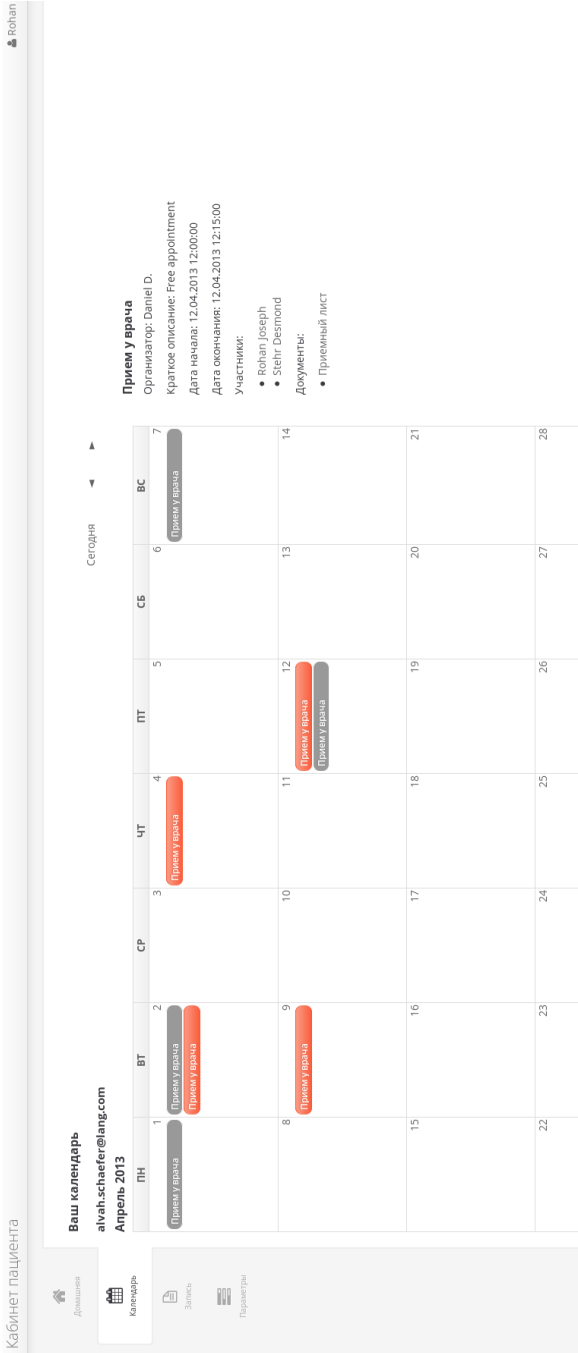 Кабинет пациента
Rohan
Домашняя
Календарь
Запись
Параметры
Ваш календарь
alvah.schaefer@lang.com
Апрель 2013
Сегодня
◄ ►
ПН ВТ СР ЧТ ПТ СБ ВС
1 2 3 4 5 6 7
Прием у врача Прием у врача Прием у врача Прием у врача
Прием у врача
8 9 10 11 12 13 14
Прием у врача Прием у врача
Прием у врача
15 16 17 18 19 20 21
22 23 24 25 26 27 28
Прием у врача
Организатор: Daniel D.
Краткое описание: Free appointment
Дата начала: 12.04.2013 12:00:00
Дата окончания: 12.04.2013 12:15:00
Участники:
• Rohan Joseph
• Stehr Desmond
Документы:
• Приемный лист